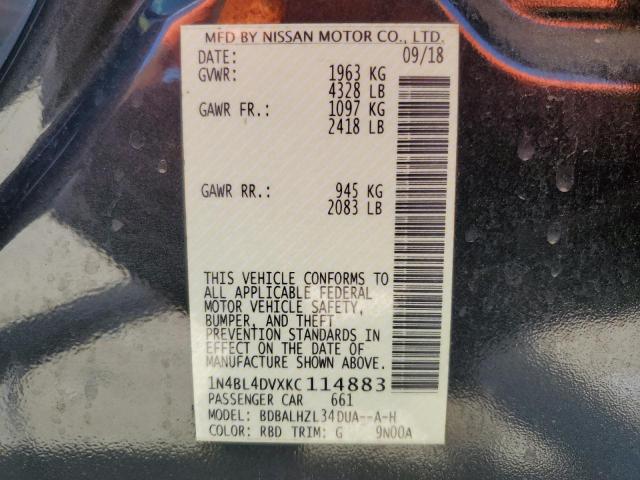 MFD BY NISSAN MOTOR CO., LTD.
DATE: 09/18
GVWR: 1963 KG
4328 LB
GAWR FR.: 1097 KG
2418 LB
GAWR RR.: 945 KG
2083 LB
THIS VEHICLE CONFORMS TO
ALL APPLICABLE FEDERAL
MOTOR VEHICLE SAFETY,
BUMPER, AND THEFT
PREVENTION STANDARDS IN
EFFECT ON THE DATE OF
MANUFACTURE SHOWN ABOVE.
1N4BL4DVXKC114883
PASSENGER CAR 661
MODEL: BDBALHZL34DUA--A-H
COLOR: RBD TRIM: G 9N00A